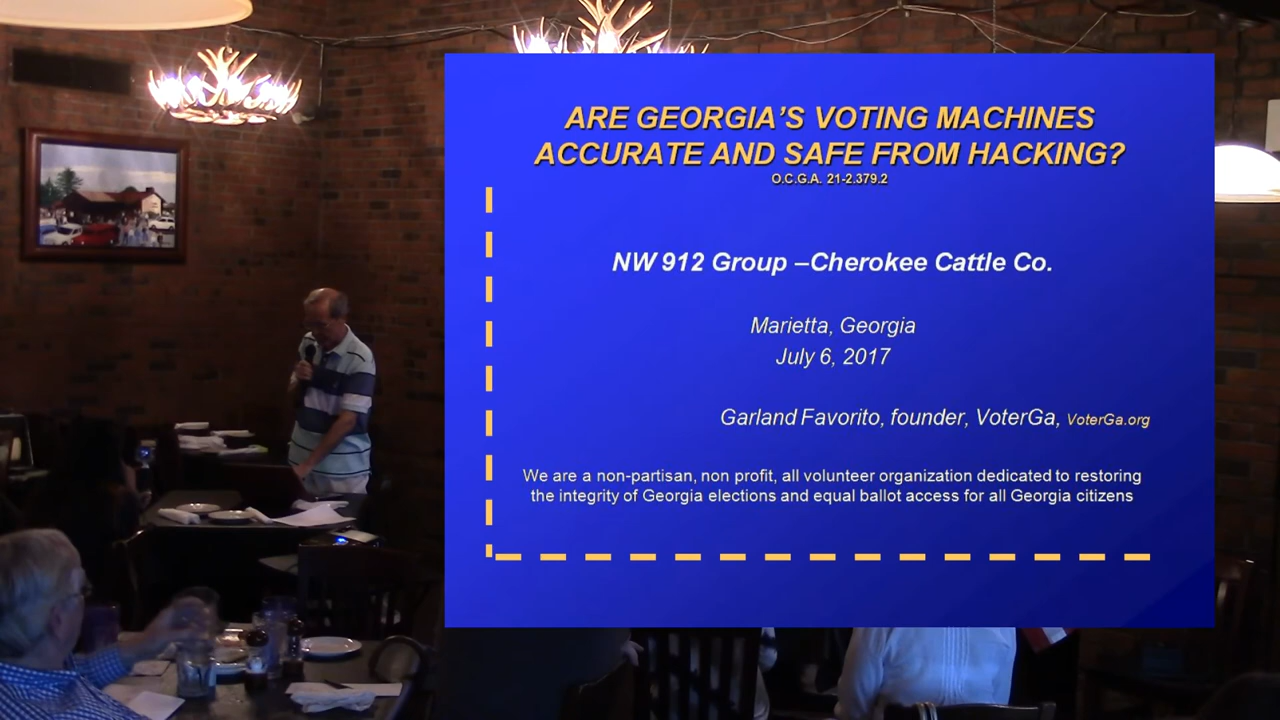 ARE GEORGIA'S VOTING MACHINES
ACCURATE AND SAFE FROM HACKING?
O.C.G.A. 21-2.379.2
NW 912 Group –Cherokee Cattle Co.
Marietta, Georgia
July 6, 2017
Garland Favorito, founder, VoterGa, VoterGa.org
We are a non-partisan, non profit, all volunteer organization dedicated to restoring
the integrity of Georgia elections and equal ballot access for all Georgia citizens